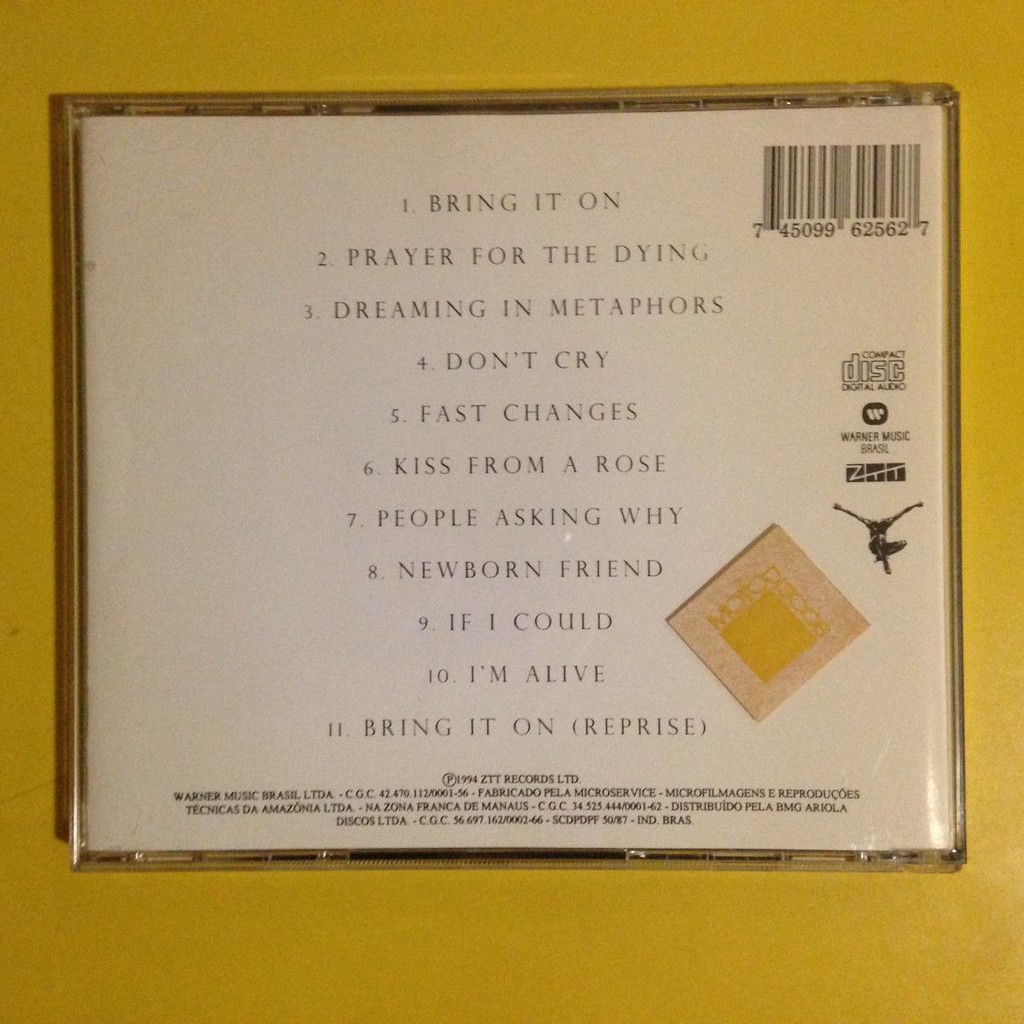 1. BRING IT ON
2. PRAYER FOR THE DYING
3. DREAMING IN METAPHORS
4. DON'T CRY
5. FAST CHANGES
6. KISS FROM A ROSE
7. PEOPLE ASKING WHY
8. NEWBORN FRIEND
9. IF I COULD
10. I'M ALIVE
11. BRING IT ON (REPRISE)
7 45099 62562 7
COMPACT
disc
DIGITAL AUDIO
WARNER MUSIC
BRASIL
ZTT
℗1994 ZTT RECORDS LTD.
WARNER MUSIC BRASIL LTDA. - C.G.C. 42.470.112/0001-56 - FABRICADO PELA MICROSERVICE - MICROFILMAGENS E REPRODUÇÕES
TÉCNICAS DA AMAZÔNIA LTDA. - NA ZONA FRANCA DE MANAUS - C.G.C. 34.525.444/0001-62 - DISTRIBUÍDO PELA BMG ARIOLA
DISCOS LTDA. - C.G.C. 56.697.162/0002-66 - SCDPDPF 50/87 - IND. BRAS.